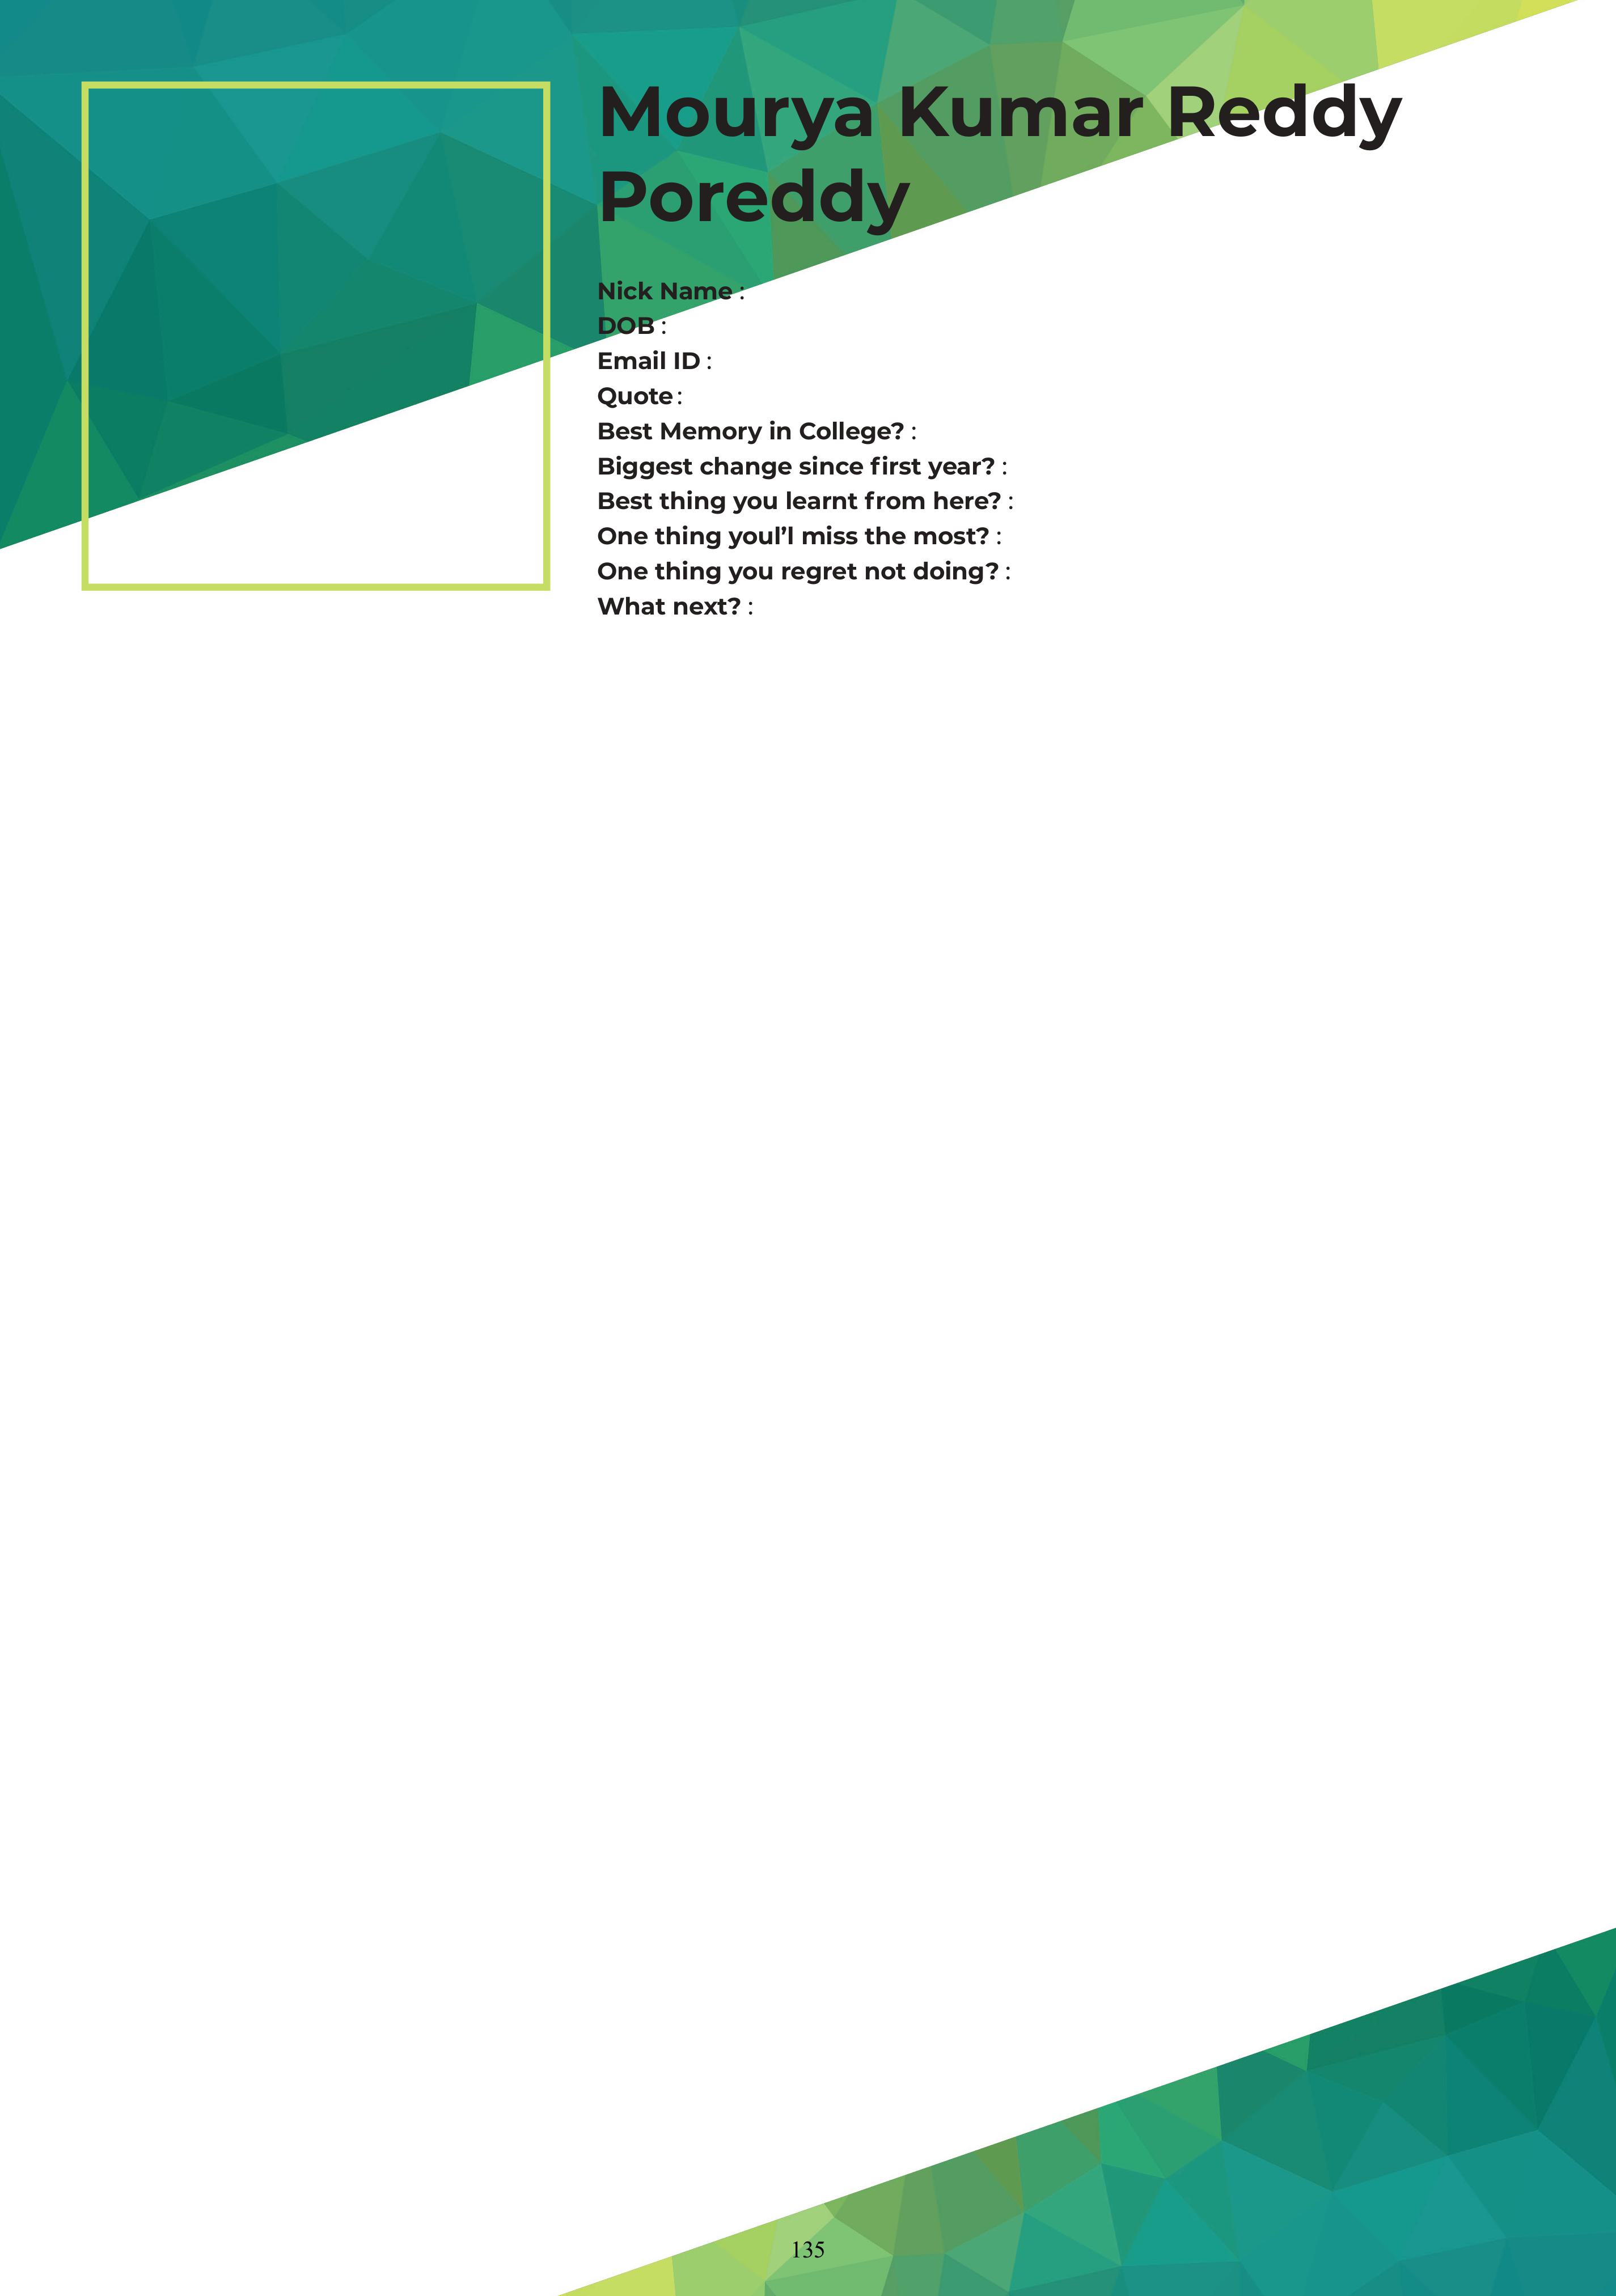 Mourya Kumar Reddy
Poreddy
Nick Name :
DOB :
Email ID :
Quote :
Best Memory in College? :
Biggest change since first year? :
Best thing you learnt from here? :
One thing youl’l miss the most? :
One thing you regret not doing? :
What next? :
135